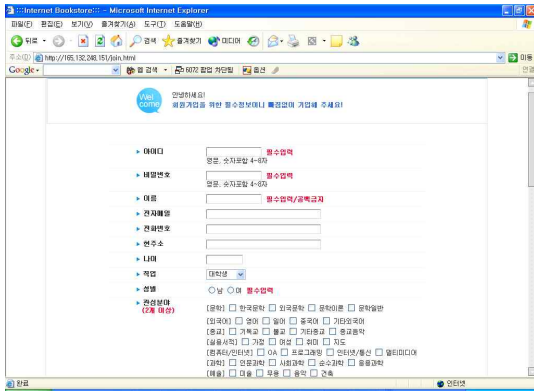 :::Internet Bookstore::: - Microsoft Internet Explorer
파일(F) 편집(E) 보기(V) 즐겨찾기(A) 도구(T) 도움말(H)
뒤로 검색 즐겨찾기 미디어
주소(D) http://165.132.248.151/join.html 이동
Google 웹 검색 6072 팝업 차단됨 옵션 연결
Wel come
안녕하세요!
회원가입을 위한 필수정보이니 빠짐없이 가입해 주세요!
아이디 필수입력
영문, 숫자포함 4~8자
비밀번호 필수입력
영문, 숫자포함 4~8자
이름 필수입력/공백금지
전자메일
전화번호
현주소
나이
직업 대학생
성별 남 여 필수입력
관심분야
(2개 이상)
[문학] 한국문학 외국문학 문학이론 문학일반
[외국어] 영어 일어 중국어 기타외국어
[종교] 기독교 불교 기타종교 종교음악
[실용서적] 가정 여성 취미 지도
[컴퓨터/인터넷] OA 프로그래밍 인터넷/통신 멀티미디어
[과학] 인문과학 사회과학 순수과학 응용과학
[예술] 미술 무용 음악 건축
완료 인터넷